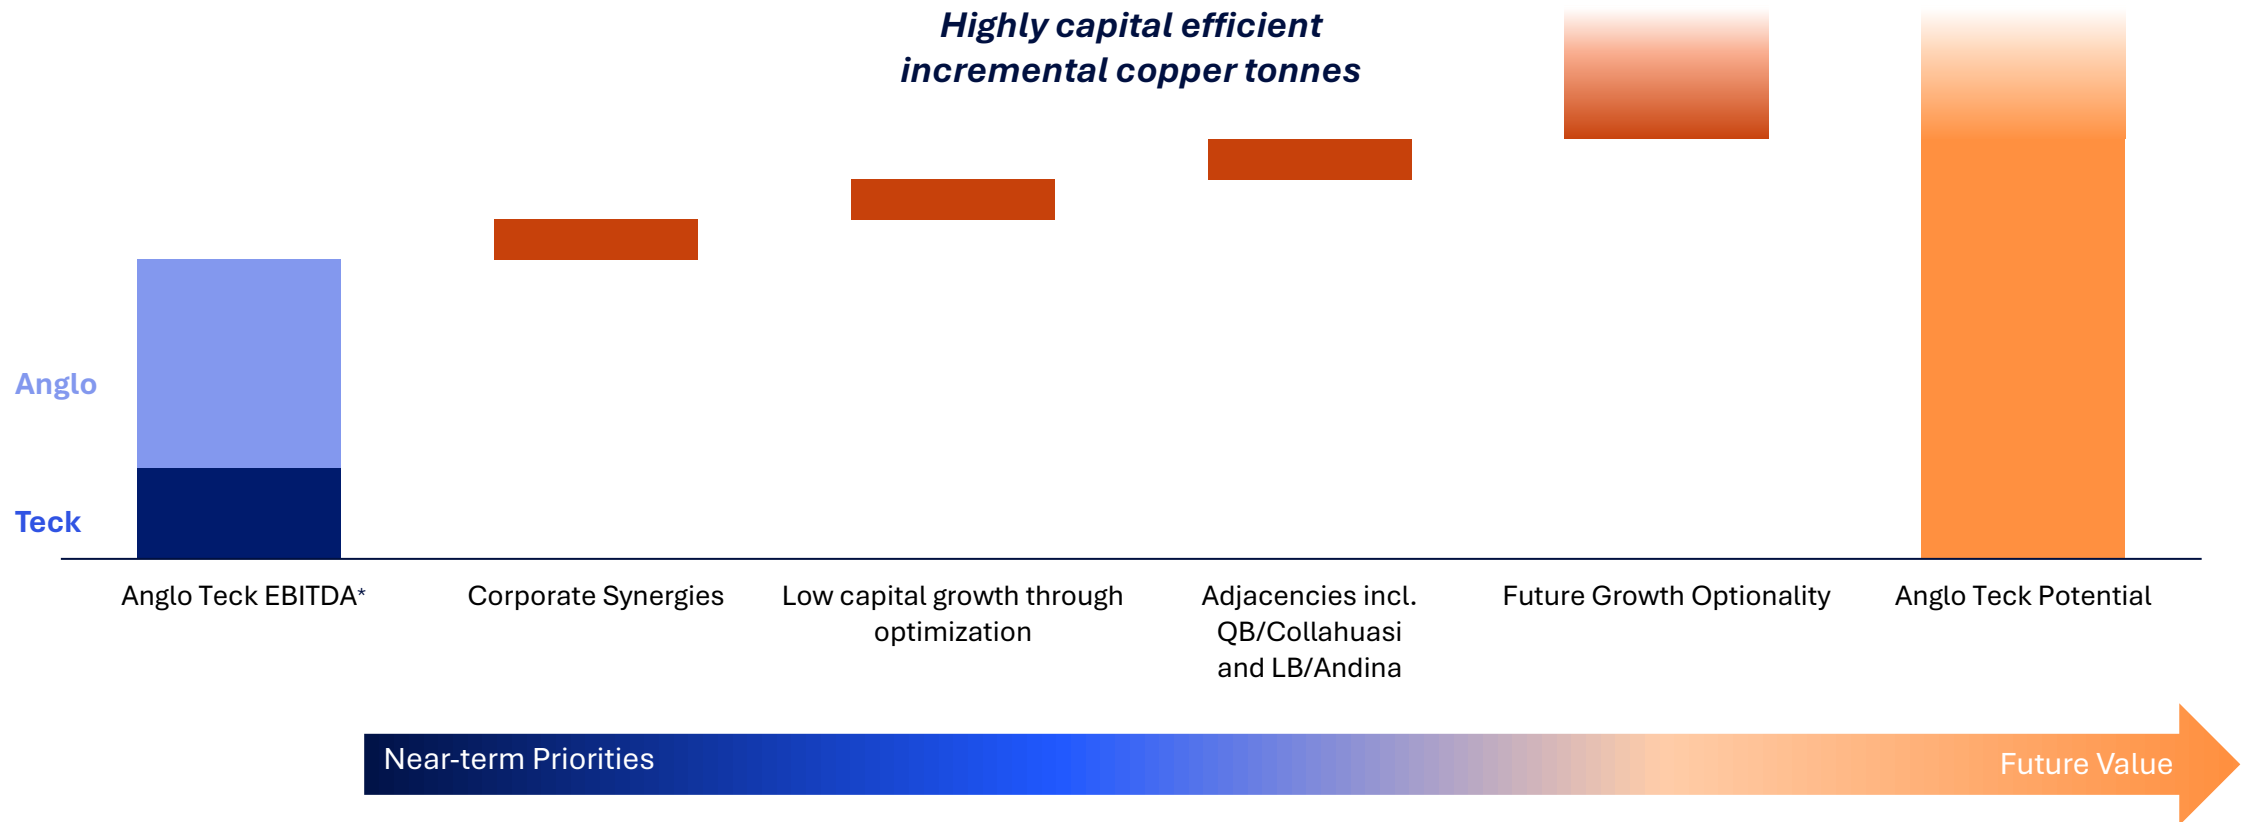 Highly capital efficient
incremental copper tonnes
Anglo
Teck
Anglo Teck EBITDA*
Corporate Synergies
Low capital growth through
optimization
Adjacencies incl.
QB/Collahuasi
and LB/Andina
Future Growth Optionality
Anglo Teck Potential
Near-term Priorities
Future Value